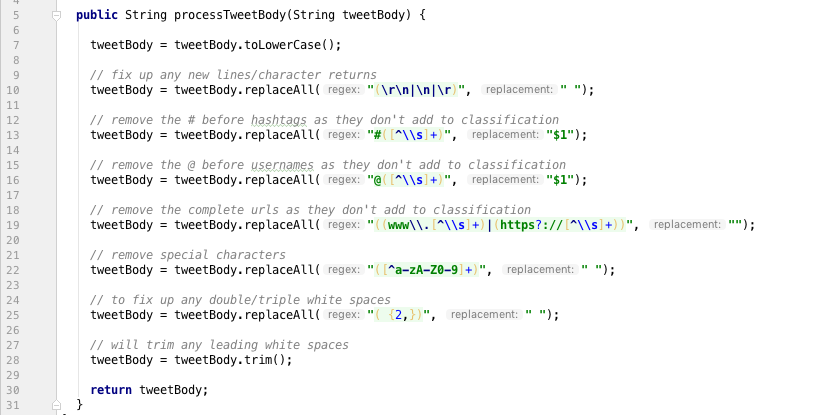 4
5 public String processTweetBody(String tweetBody) {
6
7 tweetBody = tweetBody.toLowerCase();
8
9 // fix up any new lines/character returns
10 tweetBody = tweetBody.replaceAll( regex: "(\r\n|\n|\r)", replacement: " ");
11
12 // remove the # before hashtags as they don't add to classification
13 tweetBody = tweetBody.replaceAll( regex: "#([^\\s]+)", replacement: "$1");
14
15 // remove the @ before usernames as they don't add to classification
16 tweetBody = tweetBody.replaceAll( regex: "@([^\\s]+)", replacement: "$1");
17
18 // remove the complete urls as they don't add to classification
19 tweetBody = tweetBody.replaceAll( regex: "((www\\.[^\\s]+)|(https?://[^\\s]+))", replacement: "");
20
21 // remove special characters
22 tweetBody = tweetBody.replaceAll( regex: "([^a-zA-Z0-9]+)", replacement: " ");
23
24 // to fix up any double/triple white spaces
25 tweetBody = tweetBody.replaceAll( regex: "( {2,})", replacement: " ");
26
27 // will trim any leading white spaces
28 tweetBody = tweetBody.trim();
29
30 return tweetBody;
31 }